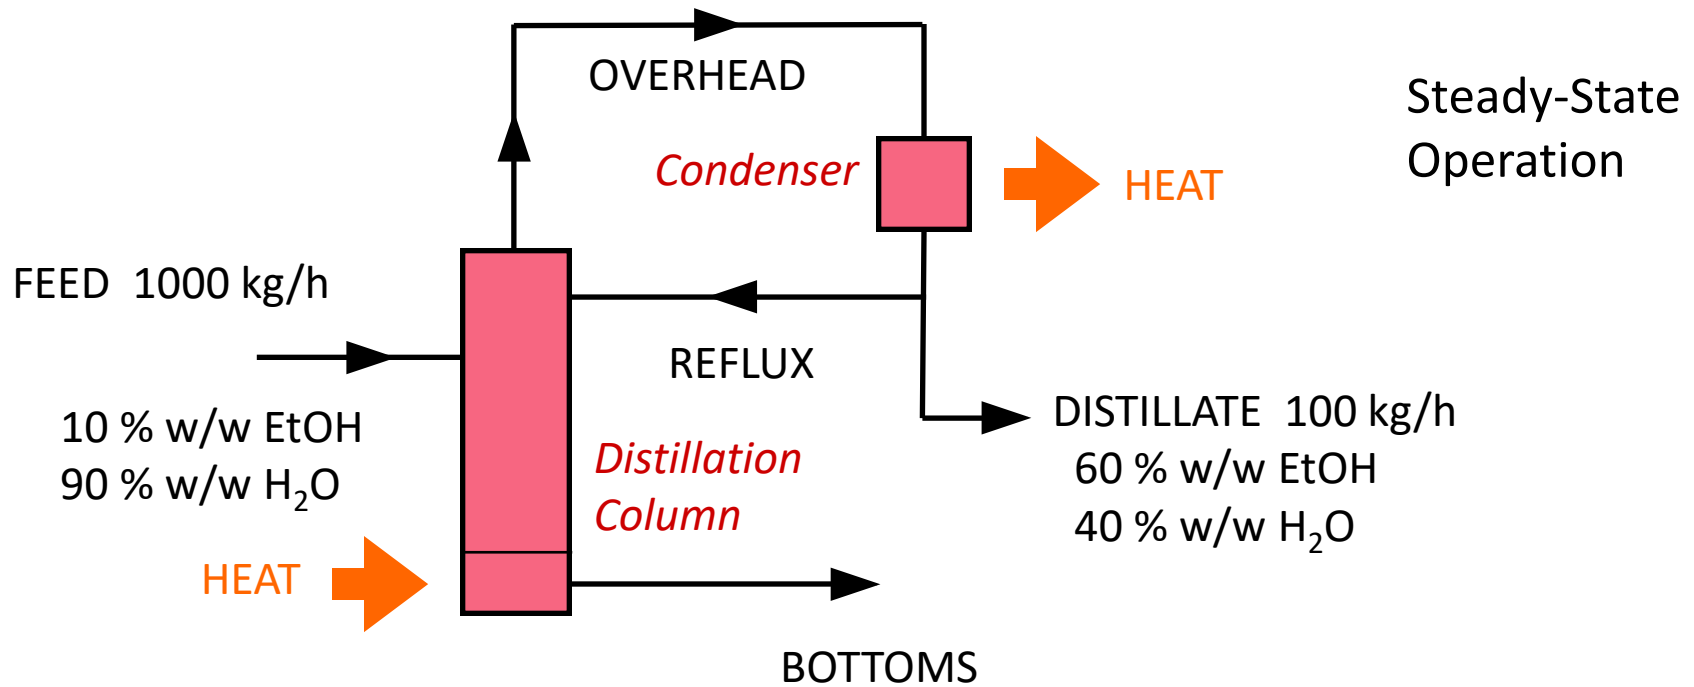 OVERHEAD
Steady-State
Operation
Condenser
HEAT
FEED  1000 kg/h
REFLUX
10 % w/w EtOH
90 % w/w H₂O
DISTILLATE  100 kg/h
60 % w/w EtOH
40 % w/w H₂O
Distillation
Column
HEAT
BOTTOMS